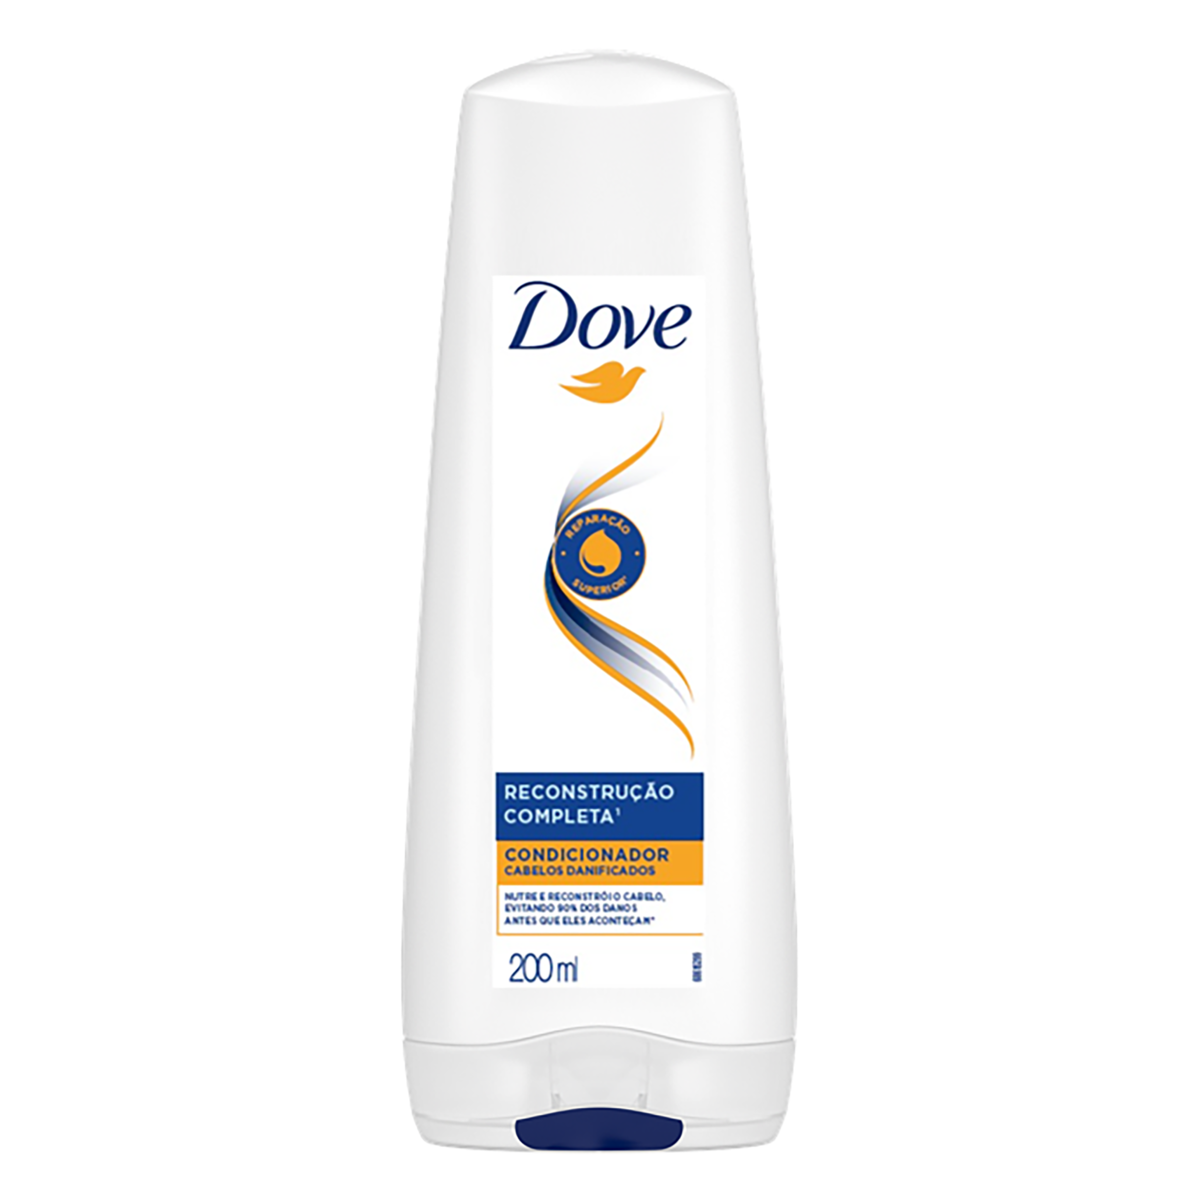 Dove
REPARAÇÃO
SUPERIOR*
RECONSTRUÇÃO
COMPLETA¹
CONDICIONADOR
CABELOS DANIFICADOS
NUTRE E RECONSTRÓI O CABELO,
EVITANDO 90% DOS DANOS
ANTES QUE ELES ACONTEÇAM*
200ml